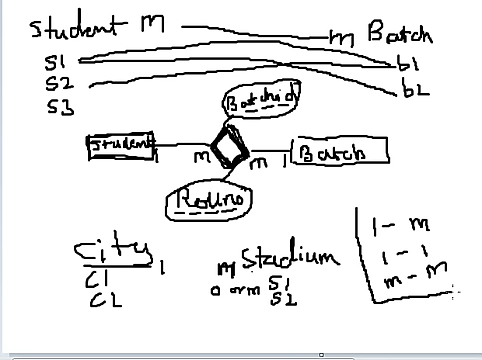 Student m
m Batch
S1
b1
S2
b2
S3
Batchid
Student
1
m
m
1
Batch
Rollno
City
1
m Stadium
C1
C2
0 or m S1
S2
1 - m
1 - 1
m - m